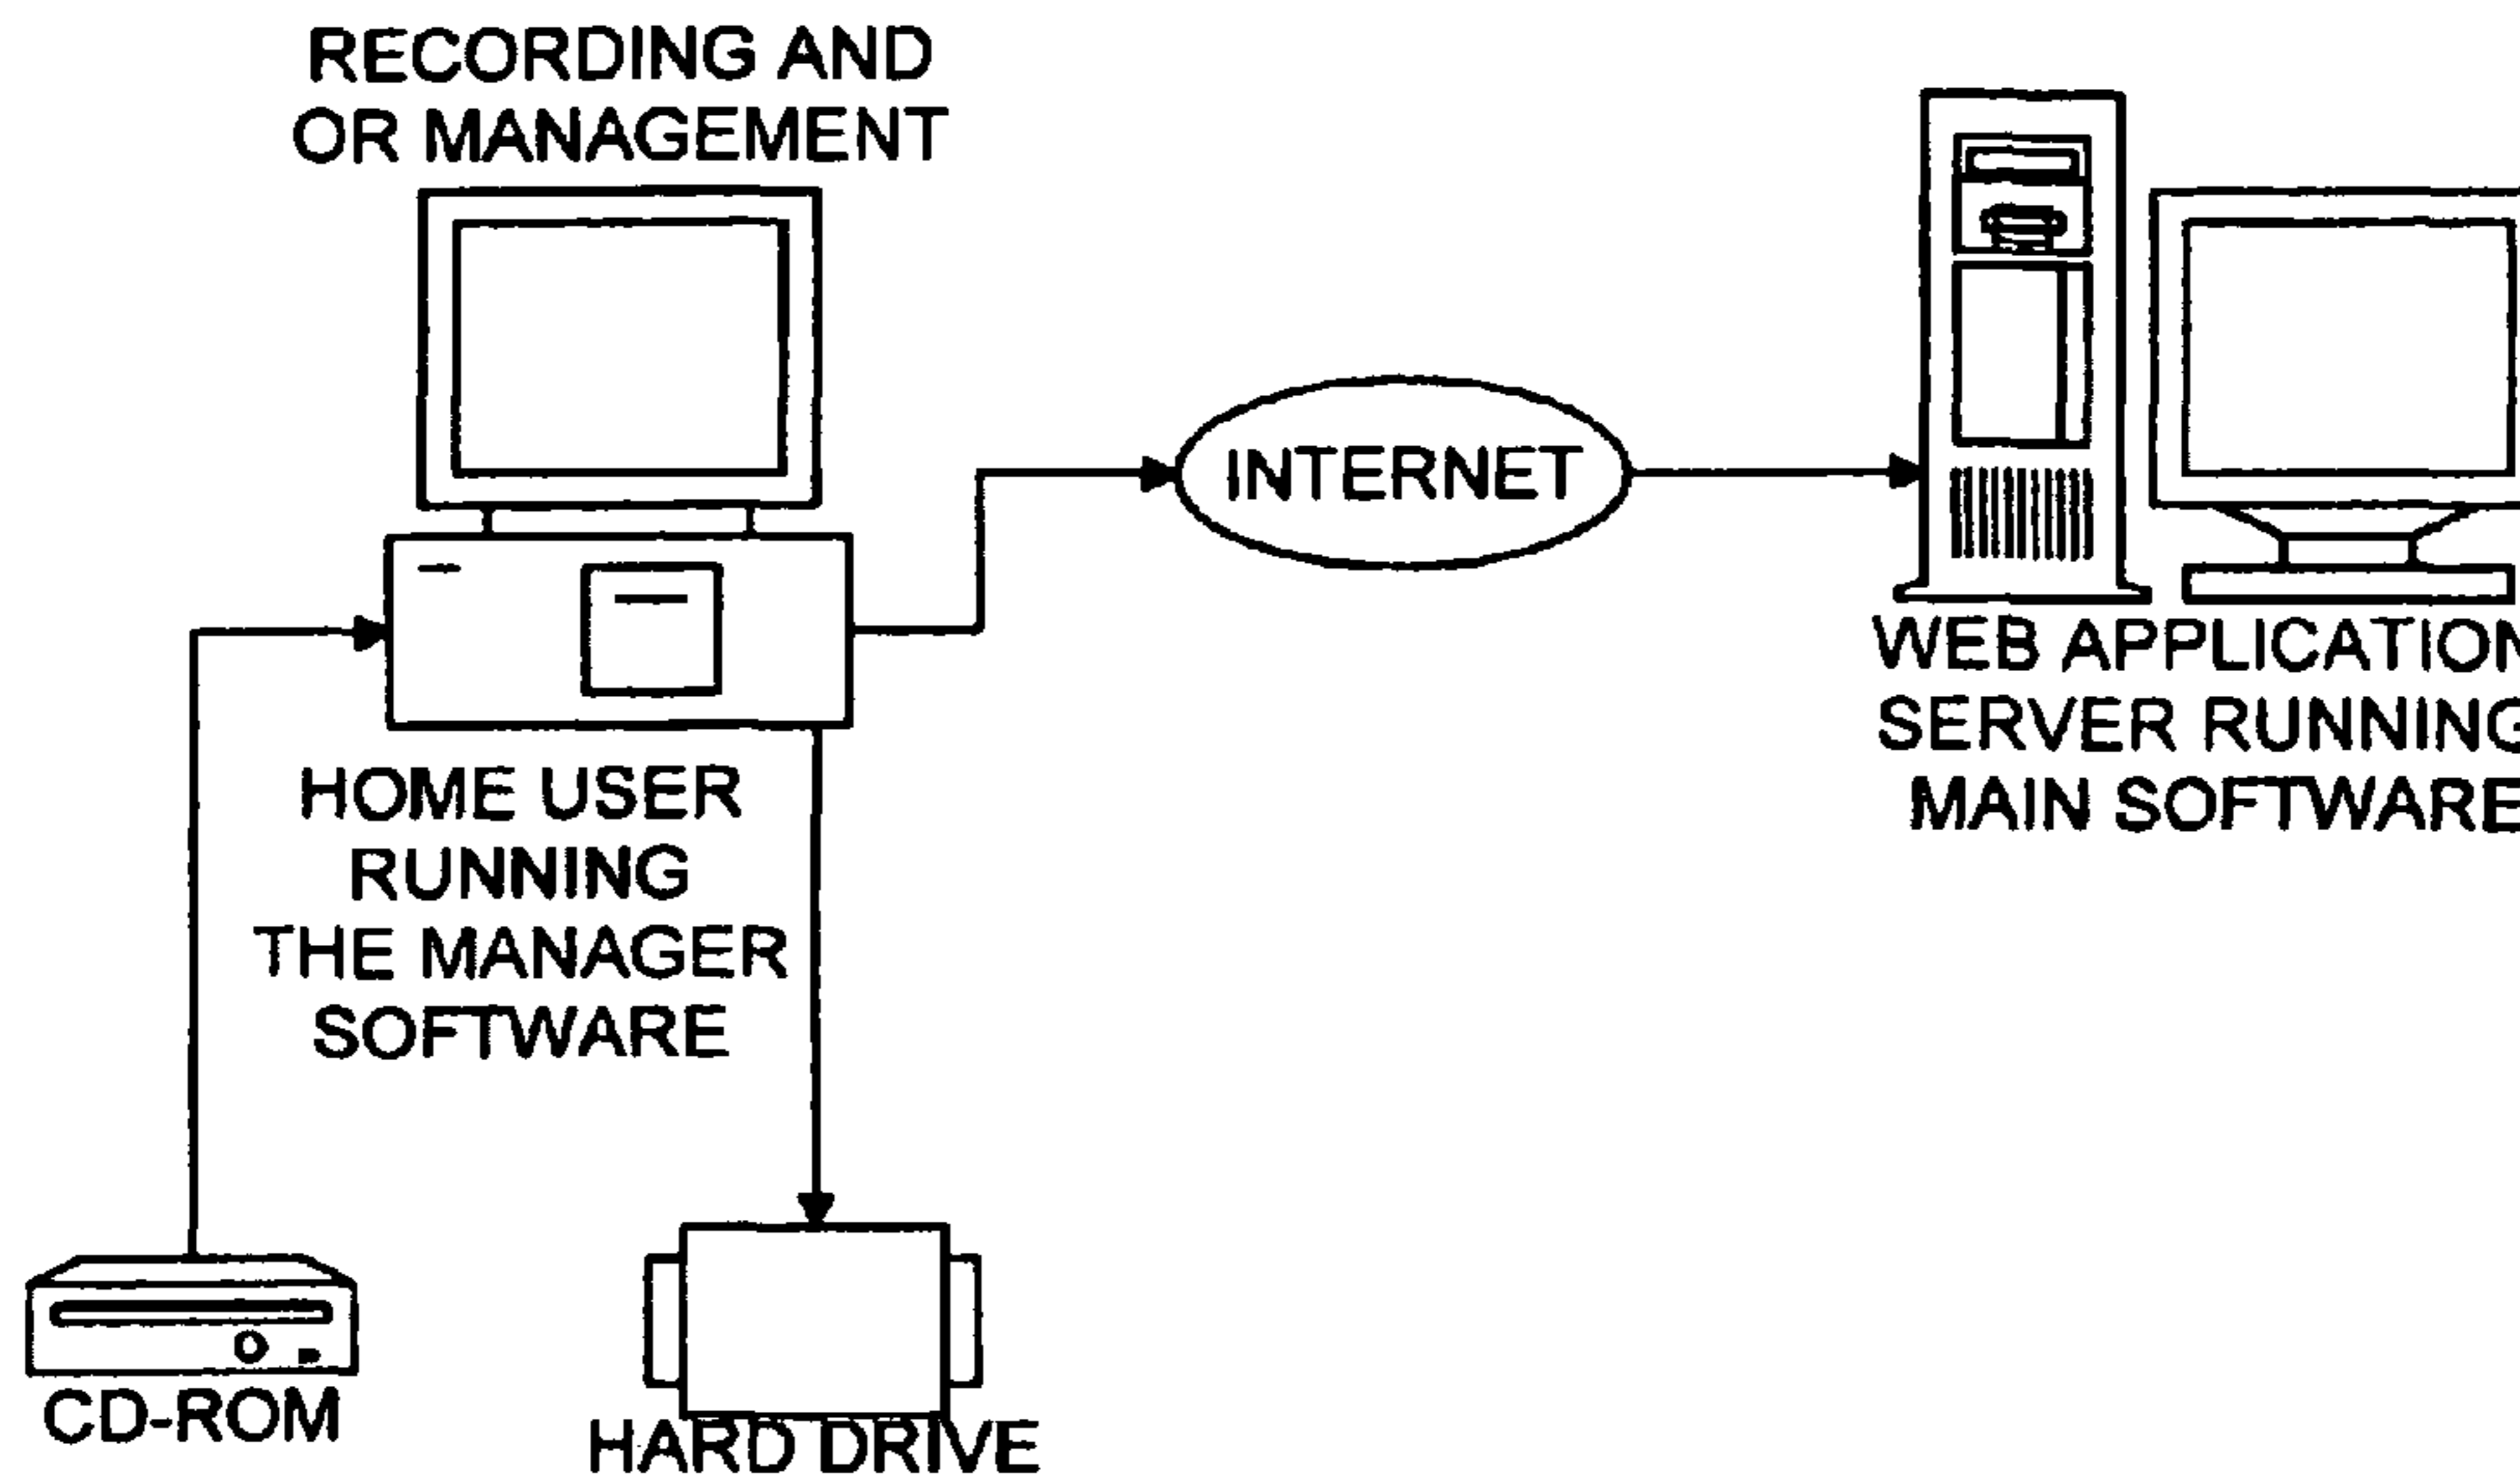 RECORDING AND
OR MANAGEMENT
INTERNET
WEB APPLICATION
SERVER RUNNING
MAIN SOFTWARE
HOME USER
RUNNING
THE MANAGER
SOFTWARE
CD-ROM
HARD DRIVE